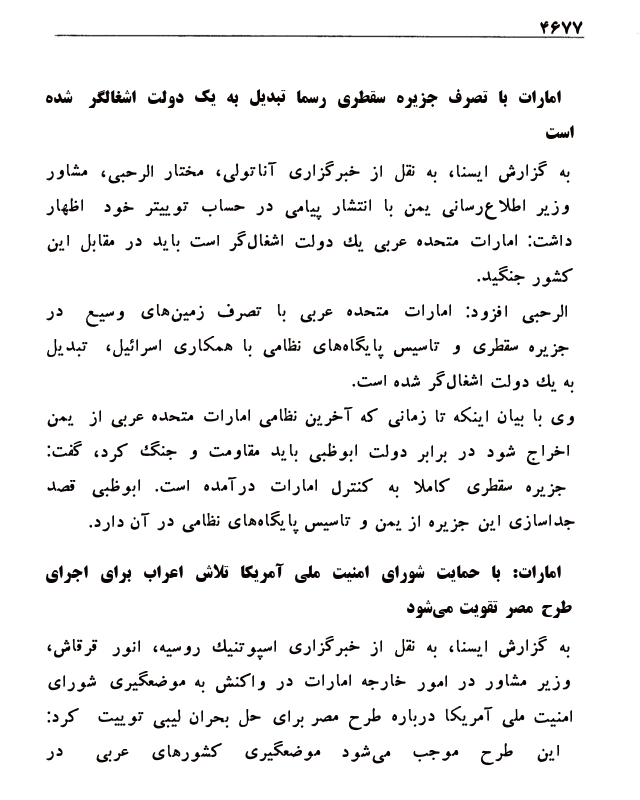 ۴۶۷۷
امارات با تصرف جزیره سقطری رسما تبدیل به یک دولت اشغالگر شده
است
به گزارش ایسنا، به نقل از خبرگزاری آناتولی، مختار الرحبی، مشاور
وزیر اطلاع‌رسانی یمن با انتشار پیامی در حساب توییتر خود اظهار
داشت: امارات متحده عربی یك دولت اشغال‌گر است باید در مقابل این
کشور جنگید.
الرحبی افزود: امارات متحده عربی با تصرف زمین‌های وسیع در
جزیره سقطری و تاسیس پایگاه‌های نظامی با همکاری اسرائیل، تبدیل
به یك دولت اشغال‌گر شده است.
وی با بیان اینکه تا زمانی که آخرین نظامی امارات متحده عربی از یمن
اخراج شود در برابر دولت ابوظبی باید مقاومت و جنگ کرد، گفت:
جزیره سقطری کاملا به کنترل امارات درآمده است. ابوظبی قصد
جداسازی این جزیره از یمن و تاسیس پایگاه‌های نظامی در آن دارد.
امارات: با حمایت شورای امنیت ملی آمریکا تلاش اعراب برای اجرای
طرح مصر تقویت می‌شود
به گزارش ایسنا، به نقل از خبرگزاری اسپوتنیك روسیه، انور قرقاش،
وزیر مشاور در امور خارجه امارات در واکنش به موضعگیری شورای
امنیت ملی آمریکا درباره طرح مصر برای حل بحران لیبی توییت کرد:
این طرح موجب می‌شود موضعگیری کشورهای عربی در